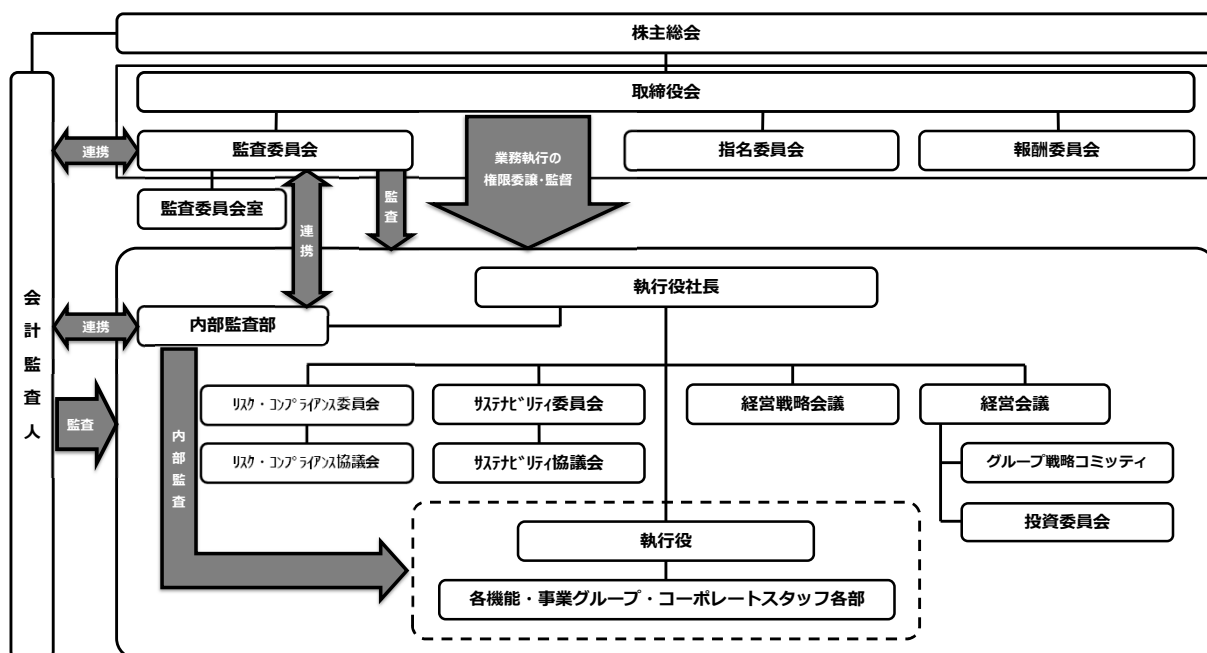 株主総会
取締役会
監査委員会
指名委員会
報酬委員会
連携
業務執行の
権限委譲・監督
監査
監査委員会室
連携
執行役社長
会計監査人
連携
内部監査部
リスク・コンプライアンス委員会
サステナビリティ委員会
経営戦略会議
経営会議
監査
内部監査
リスク・コンプライアンス協議会
サステナビリティ協議会
グループ戦略コミッティ
投資委員会
執行役
各機能・事業グループ・コーポレートスタッフ各部